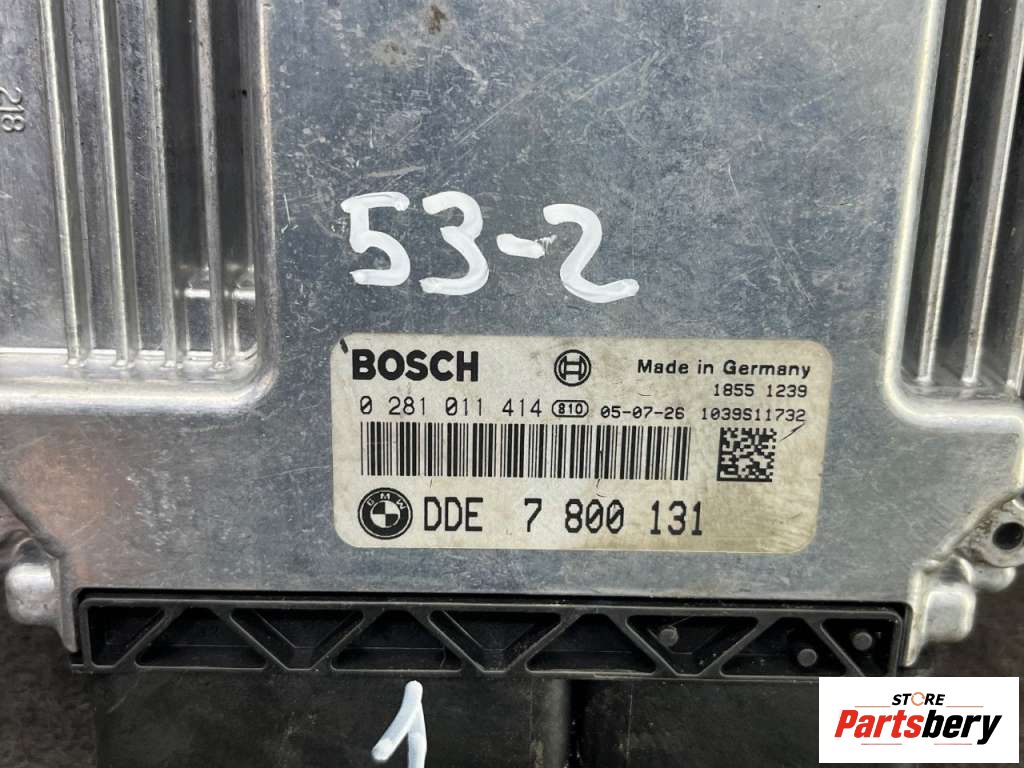 218
53-2
BOSCH Made in Germany
1855 1239
0 281 011 414 810 05-07-26 1039S11732
BMW DDE 7 800 131
1
STORE
Partsbery